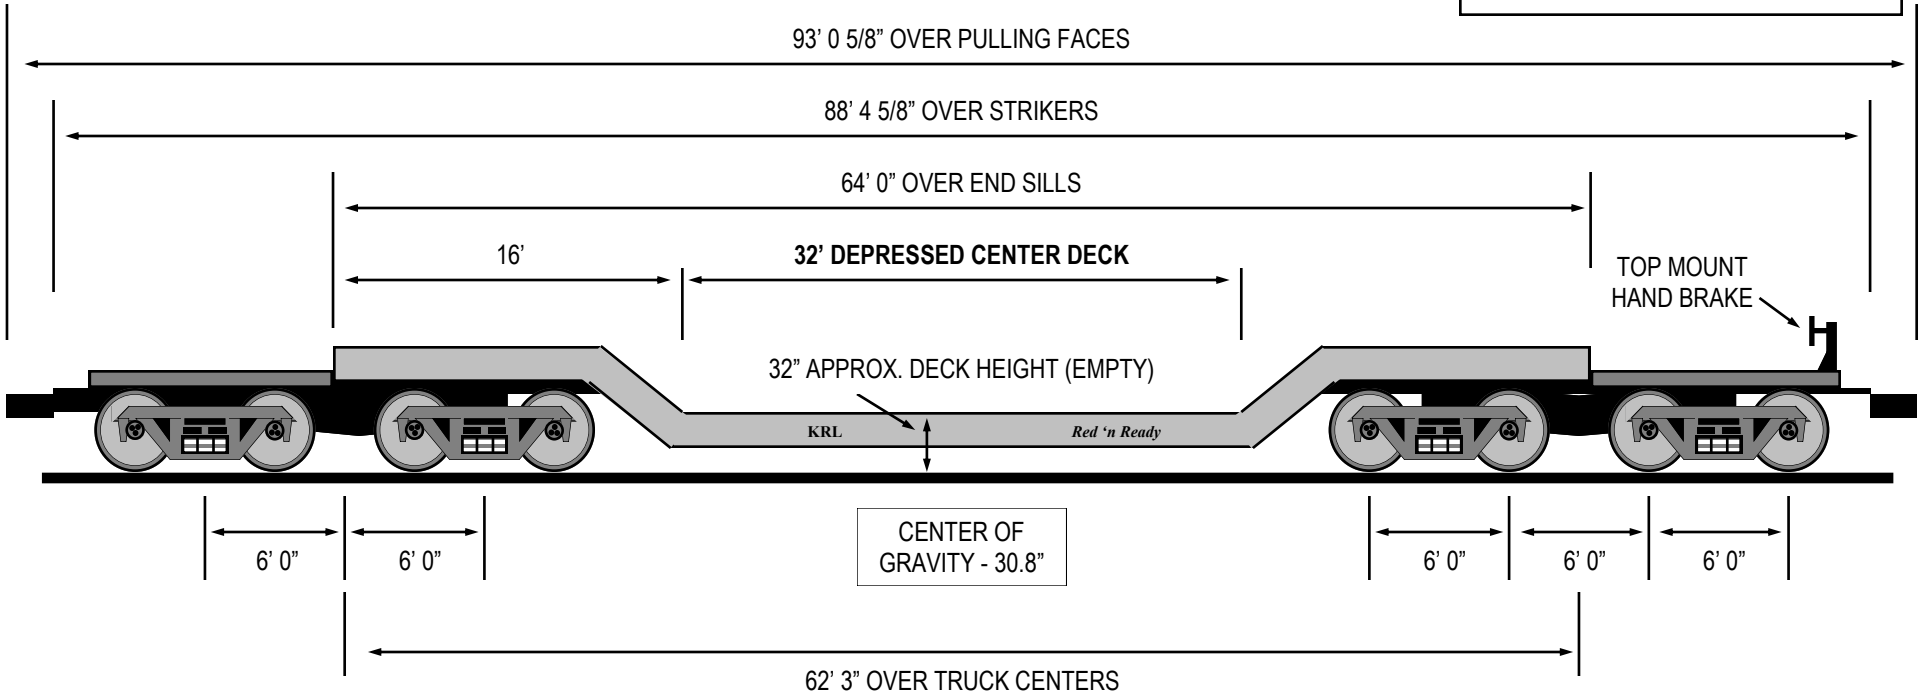 93’ 0 5/8” OVER PULLING FACES
88’ 4 5/8” OVER STRIKERS
64’ 0” OVER END SILLS
16’
32’ DEPRESSED CENTER DECK
TOP MOUNT
HAND BRAKE
32” APPROX. DECK HEIGHT (EMPTY)
KRL
Red ‘n Ready
6’ 0”
6’ 0”
CENTER OF
GRAVITY - 30.8”
6’ 0”
6’ 0”
6’ 0”
62’ 3” OVER TRUCK CENTERS